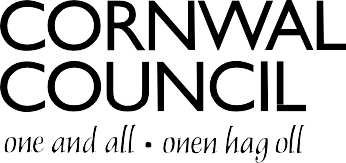 CORNWAL
COUNCIL
one and all • onen hag oll